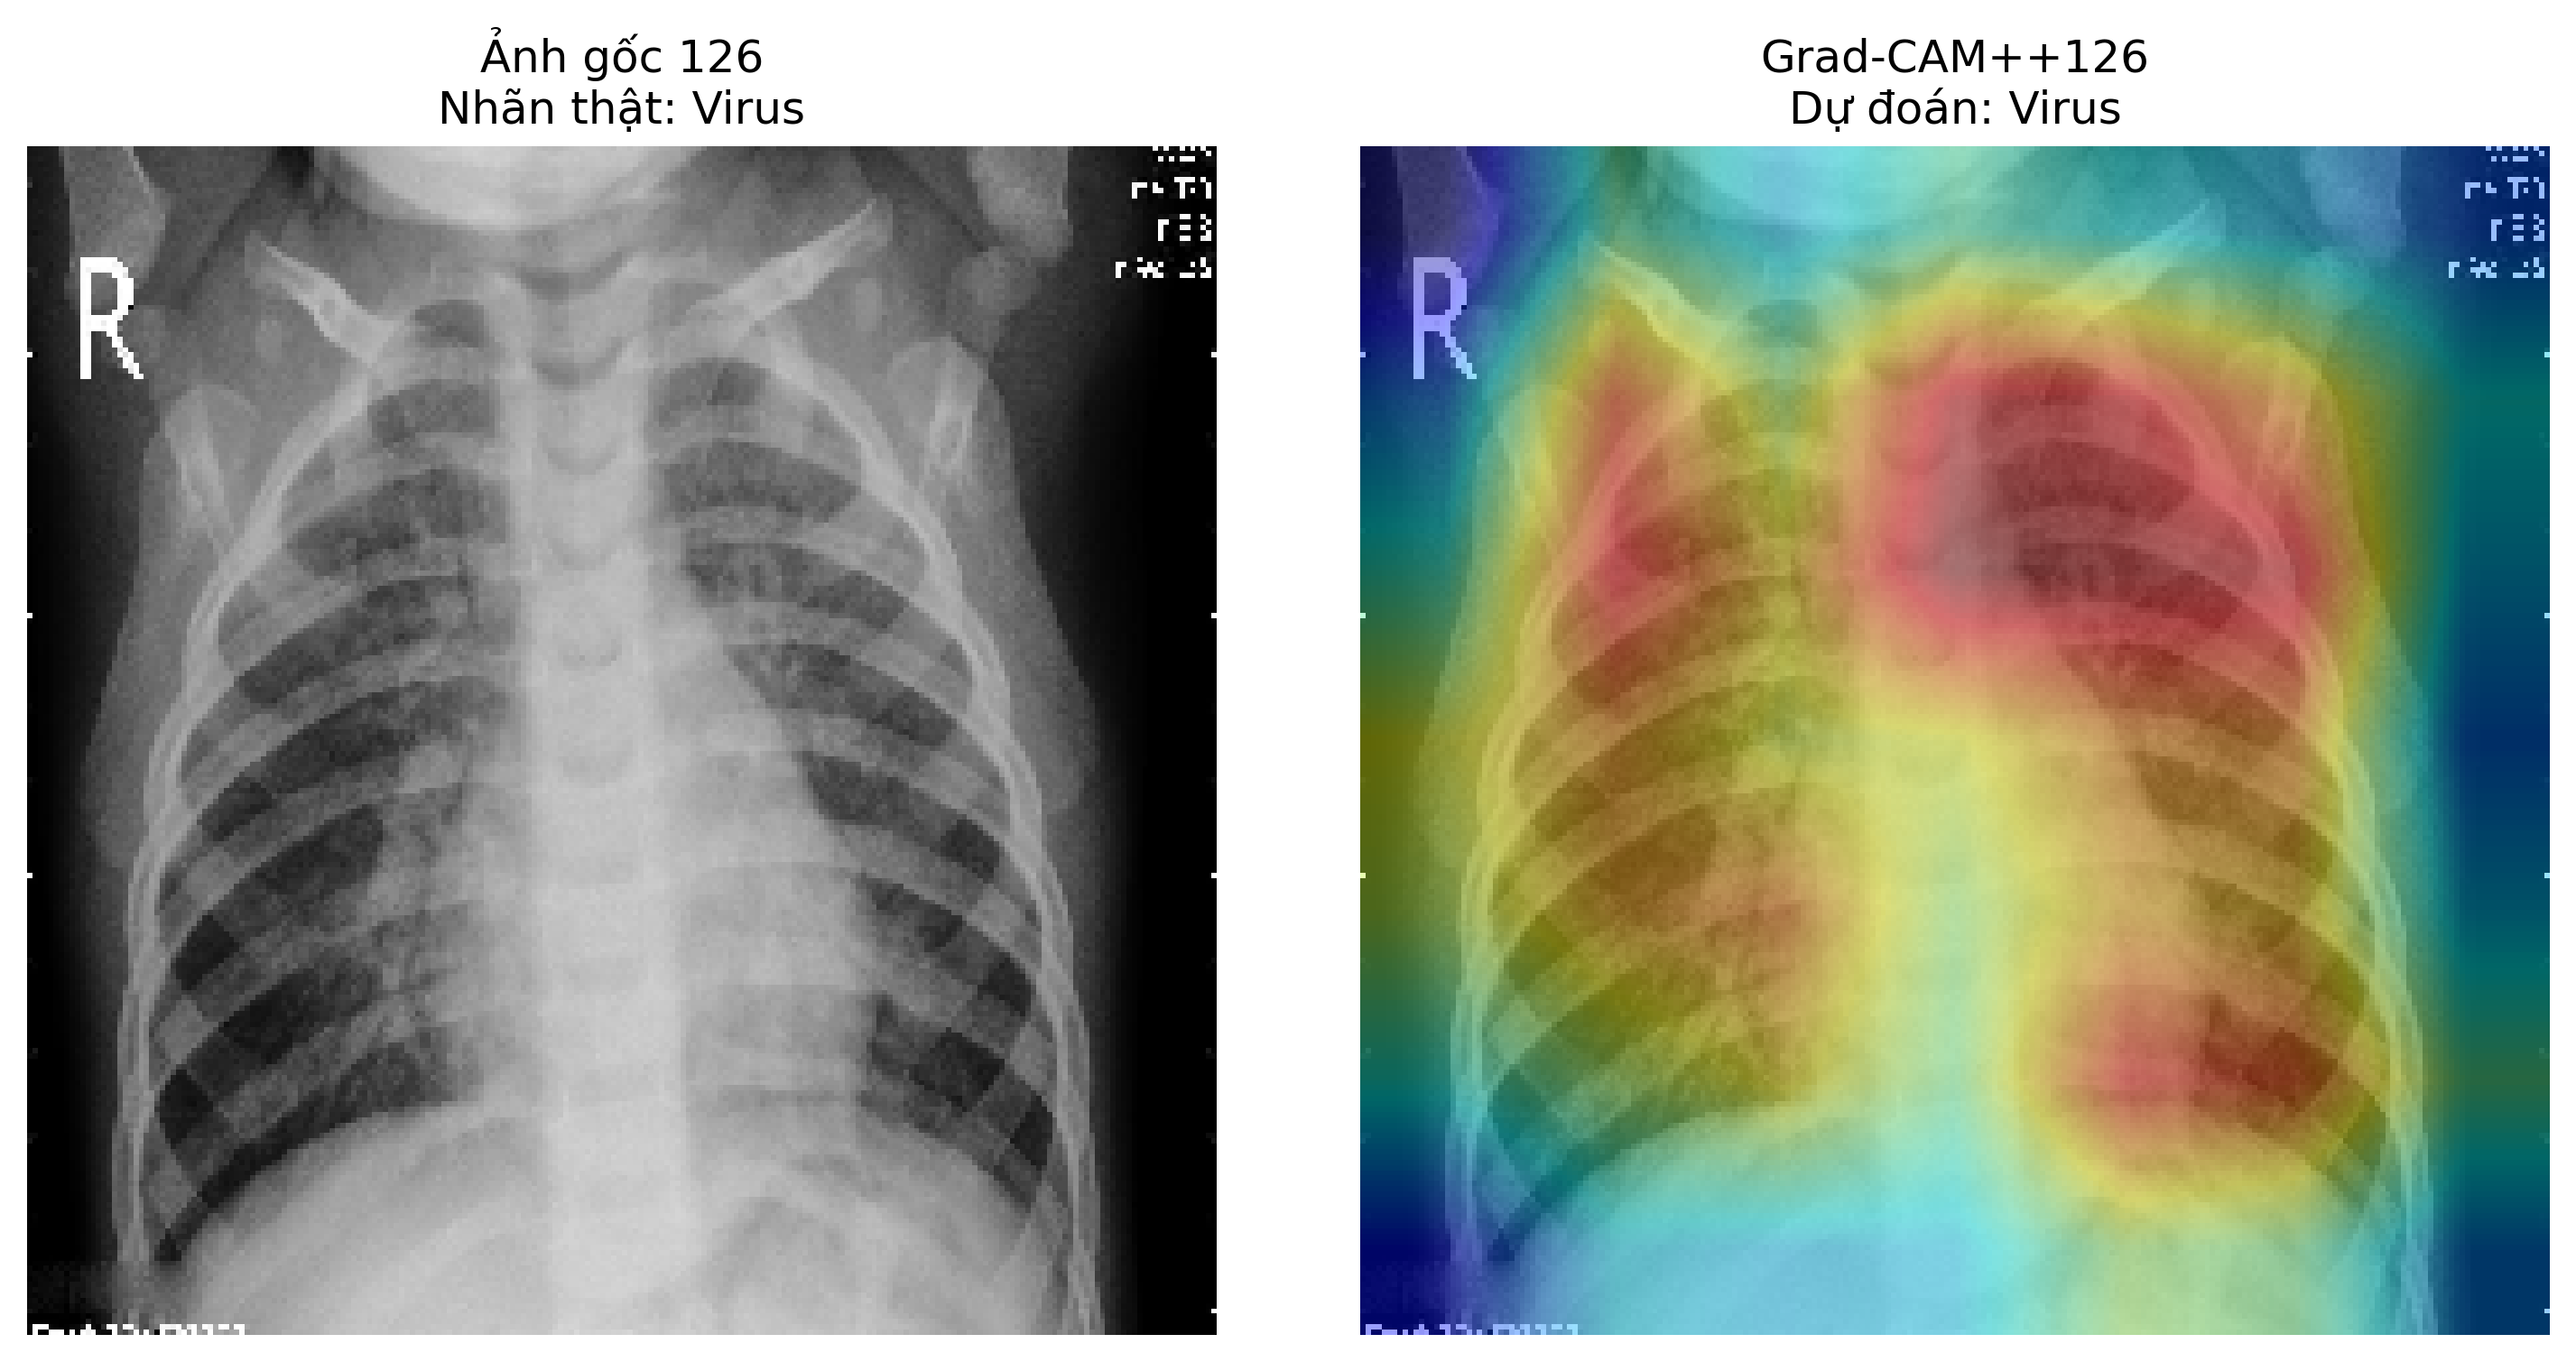 Ảnh gốc 126
Nhãn thật: Virus
Grad-CAM++126
Dự đoán: Virus
R
R